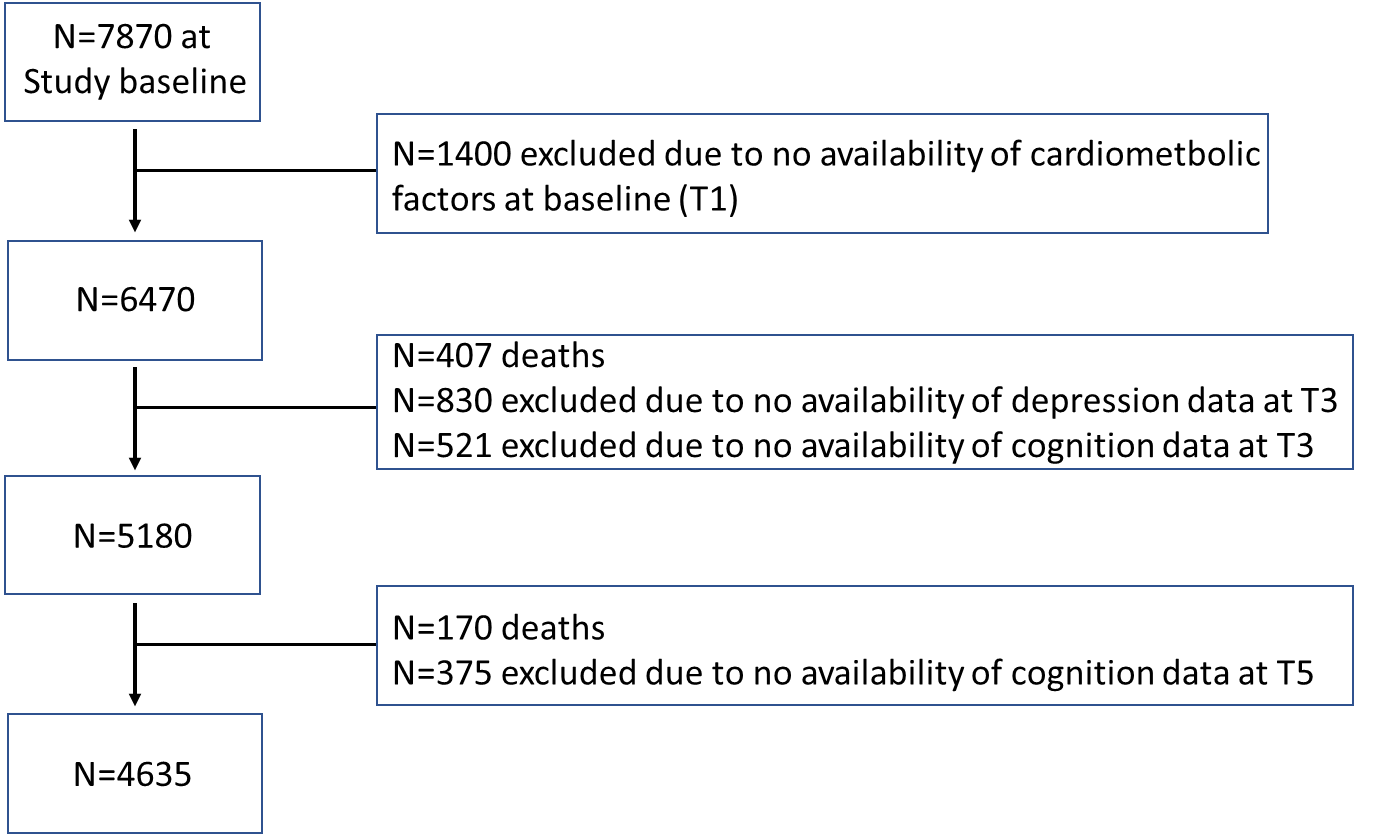 N=7870 at
Study baseline
N=1400 excluded due to no availability of cardiometbolic
factors at baseline (T1)
N=6470
N=407 deaths
N=830 excluded due to no availability of depression data at T3
N=521 excluded due to no availability of cognition data at T3
N=5180
N=170 deaths
N=375 excluded due to no availability of cognition data at T5
N=4635